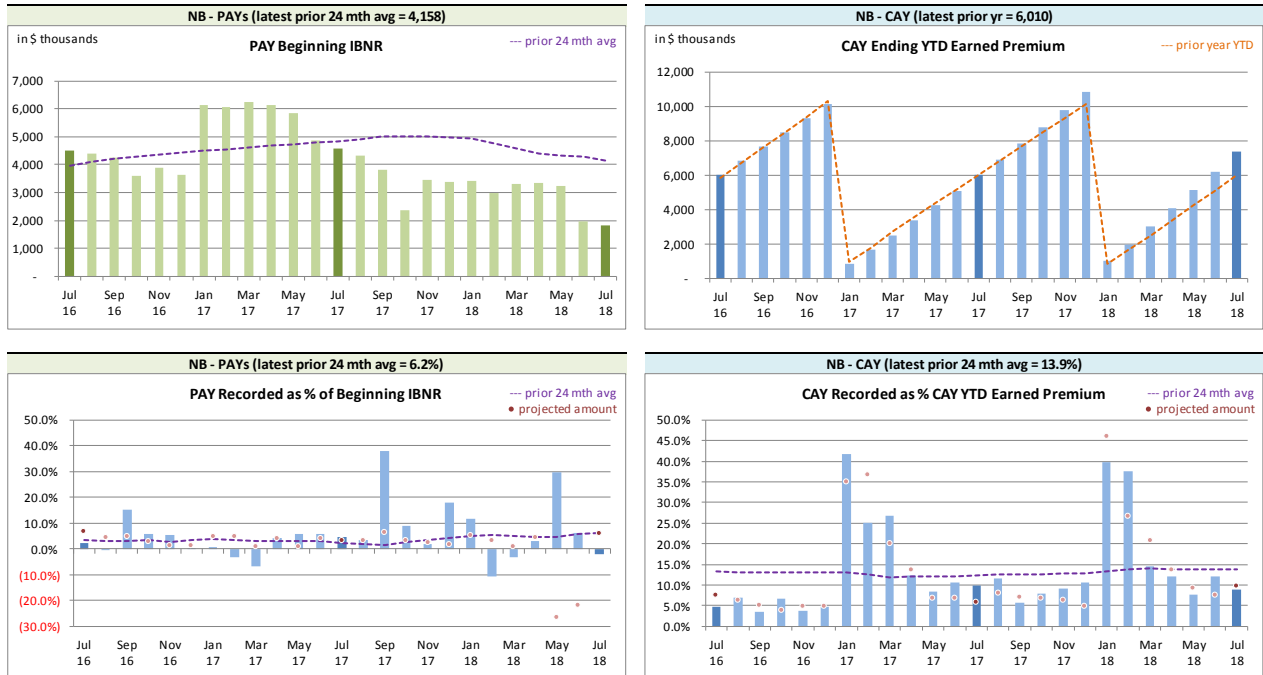 NB - PAYs (latest prior 24 mth avg = 4,158)
in $ thousands
PAY Beginning IBNR
--- prior 24 mth avg
7,000
6,000
5,000
4,000
3,000
2,000
1,000
-
Jul Sep Nov Jan Mar May Jul Sep Nov Jan Mar May Jul
16 16 16 17 17 17 17 17 17 18 18 18 18
NB - CAY (latest prior yr = 6,010)
in $ thousands
CAY Ending YTD Earned Premium
--- prior year YTD
12,000
10,000
8,000
6,000
4,000
2,000
-
Jul Sep Nov Jan Mar May Jul Sep Nov Jan Mar May Jul
16 16 16 17 17 17 17 17 17 18 18 18 18
NB - PAYs (latest prior 24 mth avg = 6.2%)
PAY Recorded as % of Beginning IBNR
--- prior 24 mth avg
● projected amount
50.0%
40.0%
30.0%
20.0%
10.0%
0.0%
(10.0%)
(20.0%)
(30.0%)
Jul Sep Nov Jan Mar May Jul Sep Nov Jan Mar May Jul
16 16 16 17 17 17 17 17 17 18 18 18 18
NB - CAY (latest prior 24 mth avg = 13.9%)
CAY Recorded as % CAY YTD Earned Premium
--- prior 24 mth avg
● projected amount
50.0%
45.0%
40.0%
35.0%
30.0%
25.0%
20.0%
15.0%
10.0%
5.0%
0.0%
Jul Sep Nov Jan Mar May Jul Sep Nov Jan Mar May Jul
16 16 16 17 17 17 17 17 17 18 18 18 18